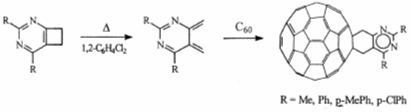 R
N
N
R
Δ
1,2-C₆H₄Cl₂
R
N
N
R
C₆₀
N
R
N
R
R = Me, Ph, p-MePh, p-ClPh